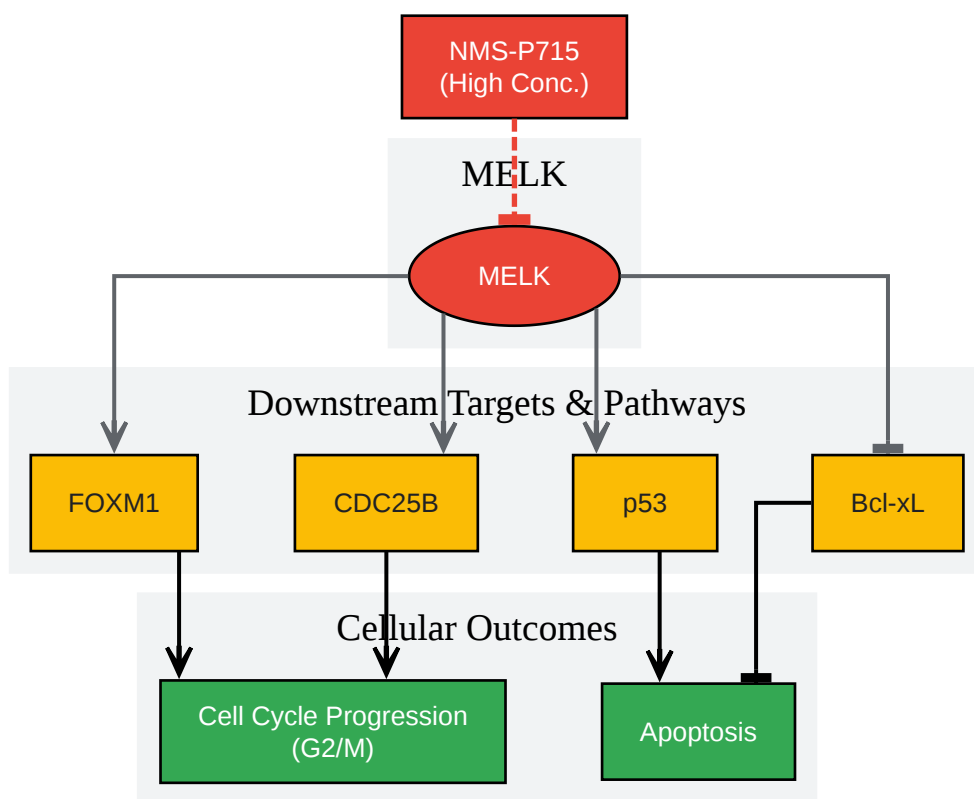 NMS-P715
(High Conc.)
MELK
MELK
Downstream Targets & Pathways
FOXM1
CDC25B
p53
Bcl-xL
Cellular Outcomes
Cell Cycle Progression
(G2/M)
Apoptosis